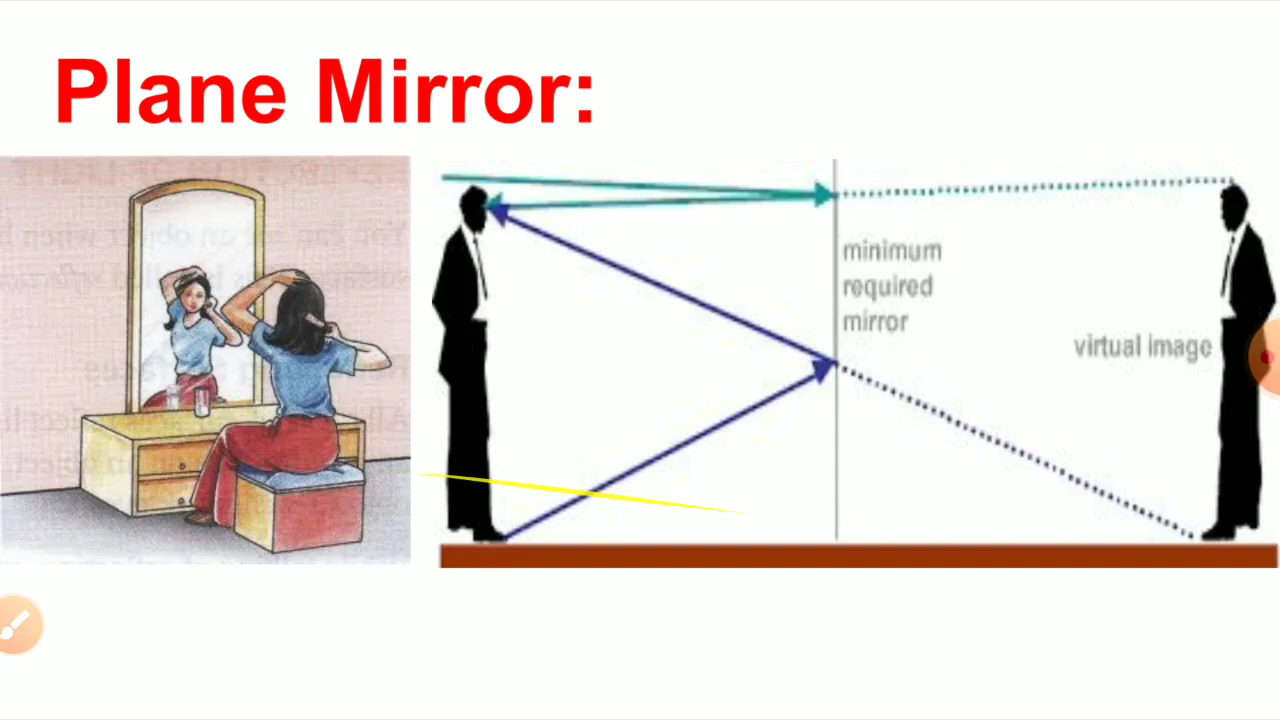 Plane Mirror:
minimum
required
mirror
virtual image